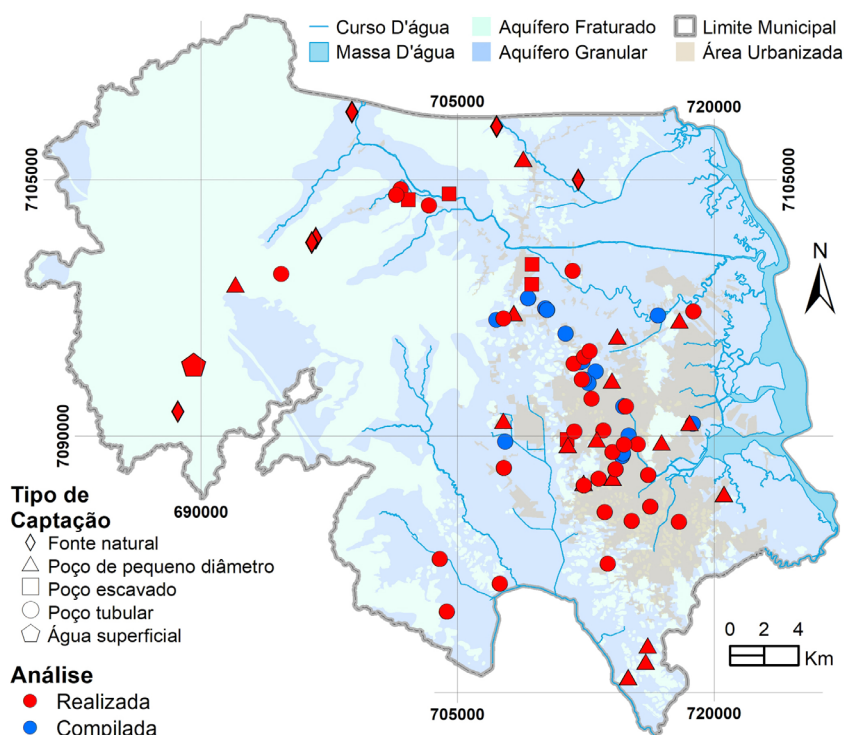 Curso D'água
Massa D'água
Aquífero Fraturado
Aquífero Granular
Limite Municipal
Área Urbanizada
705000
720000
7105000
7105000
N
7090000
7090000
690000
Tipo de
Captação
Fonte natural
Poço de pequeno diâmetro
Poço escavado
Poço tubular
Água superficial
Análise
Realizada
Compilada
0 2 4
Km
705000
720000